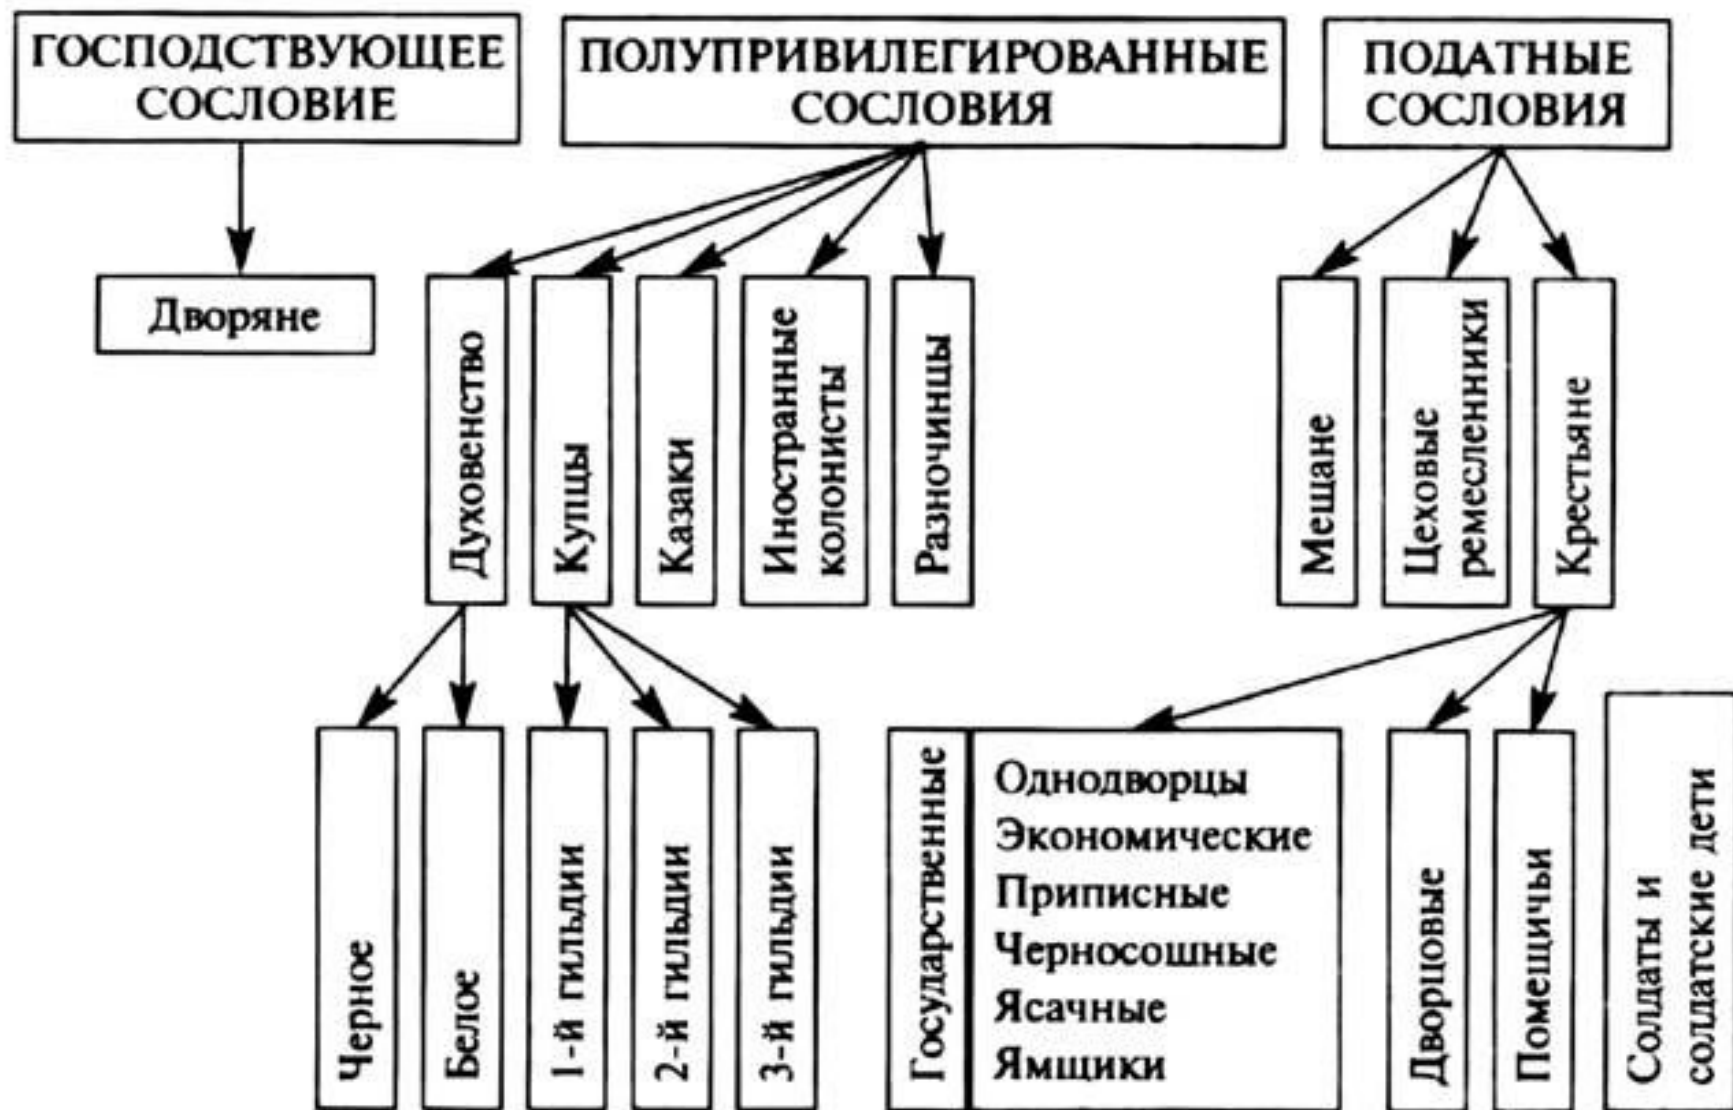 ГОСПОДСТВУЮЩЕЕ
СОСЛОВИЕ
ПОЛУПРИВИЛЕГИРОВАННЫЕ
СОСЛОВИЯ
ПОДАТНЫЕ
СОСЛОВИЯ
Дворяне
Духовенство
Купцы
Казаки
Иностранные
колонисты
Разночинцы
Мещане
Цеховые
ремесленники
Крестьяне
Черное
Белое
1-й гильдии
2-й гильдии
3-й гильдии
Государственные
Однодворцы
Экономические
Приписные
Черносошные
Ясачные
Ямщики
Дворцовые
Помещичьи
Солдаты и
солдатские дети